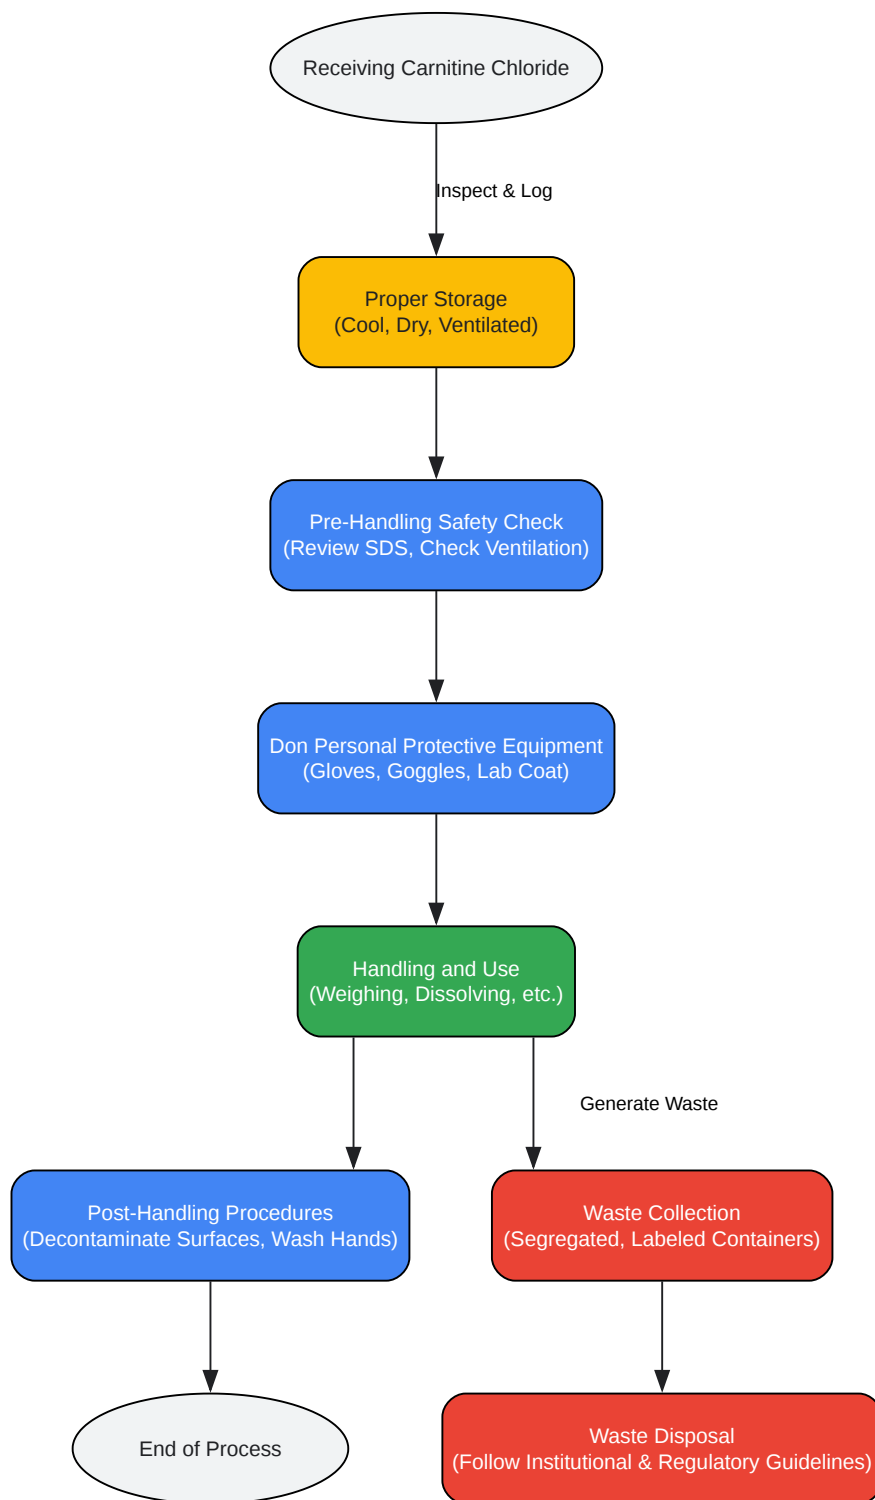 Receiving Carnitine Chloride
Inspect & Log
Proper Storage
(Cool, Dry, Ventilated)
Pre-Handling Safety Check
(Review SDS, Check Ventilation)
Don Personal Protective Equipment
(Gloves, Goggles, Lab Coat)
Handling and Use
(Weighing, Dissolving, etc.)
Generate Waste
Post-Handling Procedures
(Decontaminate Surfaces, Wash Hands)
Waste Collection
(Segregated, Labeled Containers)
End of Process
Waste Disposal
(Follow Institutional & Regulatory Guidelines)